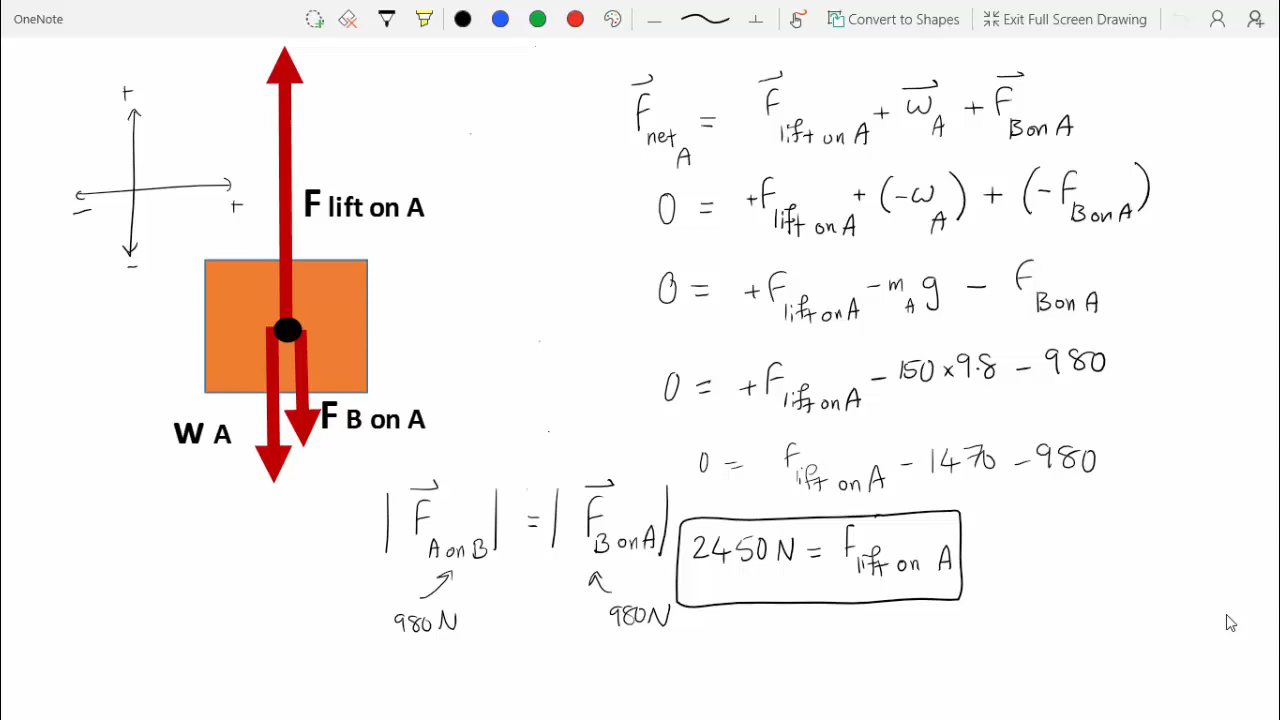 OneNote
Convert to Shapes
Exit Full Screen Drawing
+
−
+
−
F lift on A
F B on A
W A
F⃗ net A = F⃗ lift on A + w⃗ A + F⃗ B on A
0 = +F lift on A + (-w A) + (-F B on A)
0 = +F lift on A - m A g - F B on A
0 = +F lift on A - 150 × 9.8 - 980
0 = F lift on A - 1470 - 980
|F⃗ A on B| = |F⃗ B on A|
2450 N = F lift on A
980 N
980 N